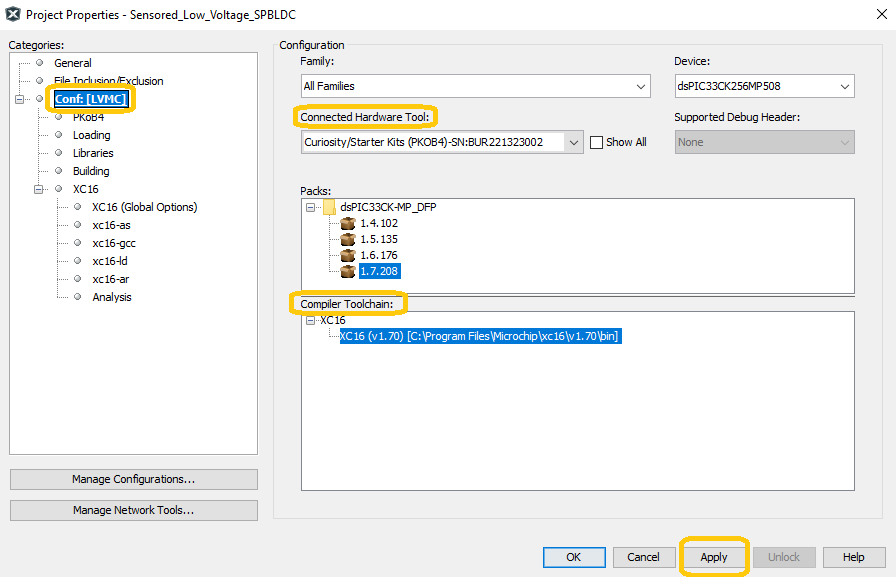 Project Properties - Sensored_Low_Voltage_SPBLDC
Categories:
General
File Inclusion/Exclusion
Conf: [LVMC]
PKoB4
Loading
Libraries
Building
XC16
XC16 (Global Options)
xc16-as
xc16-gcc
xc16-ld
xc16-ar
Analysis
Manage Configurations...
Manage Network Tools...
Configuration
Family:
All Families
Device:
dsPIC33CK256MP508
Connected Hardware Tool:
Curiosity/Starter Kits (PKOB4)-SN:BUR221323002
Show All
Supported Debug Header:
None
Packs:
dsPIC33CK-MP_DFP
1.4.102
1.5.135
1.6.176
1.7.208
Compiler Toolchain:
XC16
XC16 (v1.70) [C:\Program Files\Microchip\xc16\v1.70\bin]
OK
Cancel
Apply
Unlock
Help